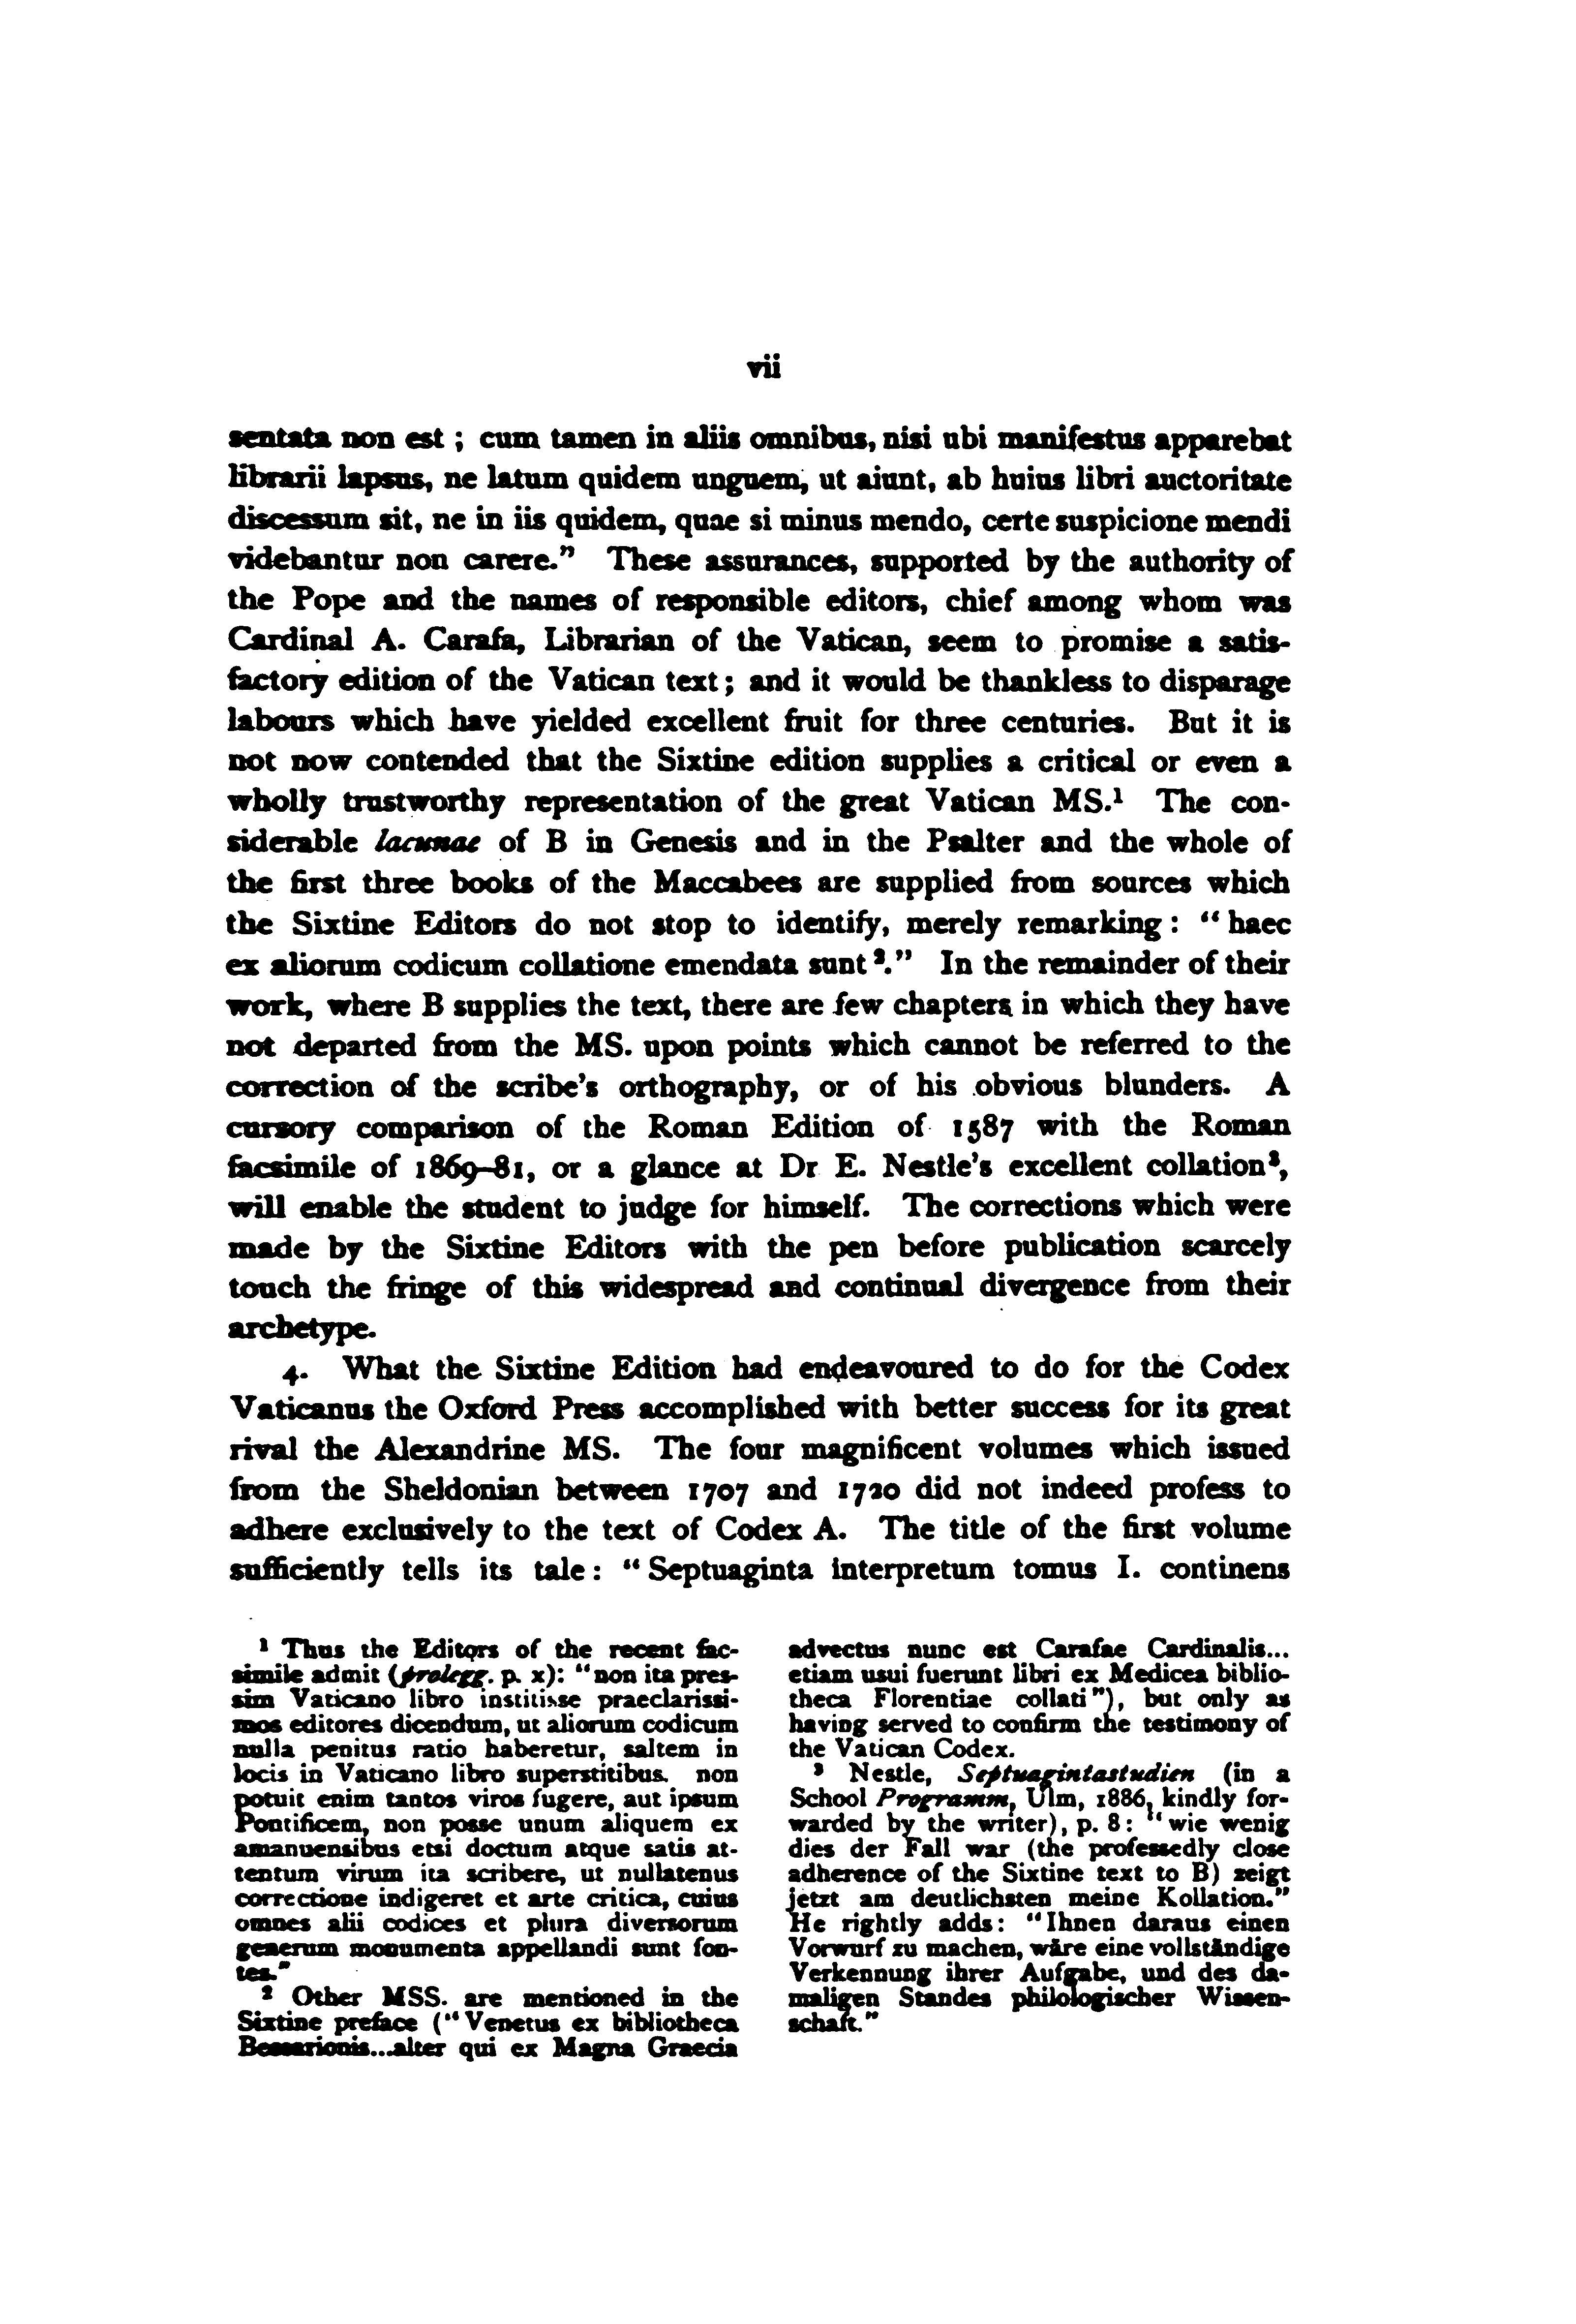 vii
sentata non est ; cum tamen in aliis omnibus, nisi ubi manifestus apparebat
librarii lapsus, ne latum quidem unguem, ut aiunt, ab huius libri auctoritate
discessum sit, ne in iis quidem, quae si minus mendo, certe suspicione mendi
videbantur non carere.” These assurances, supported by the authority of
the Pope and the names of responsible editors, chief among whom was
Cardinal A. Carafa, Librarian of the Vatican, seem to promise a satis-
factory edition of the Vatican text; and it would be thankless to disparage
labours which have yielded excellent fruit for three centuries. But it is
not now contended that the Sixtine edition supplies a critical or even a
wholly trustworthy representation of the great Vatican MS.¹ The con-
siderable lacunae of B in Genesis and in the Psalter and the whole of
the first three books of the Maccabees are supplied from sources which
the Sixtine Editors do not stop to identify, merely remarking: “haec
ex aliorum codicum collatione emendata sunt².” In the remainder of their
work, where B supplies the text, there are few chapters in which they have
not departed from the MS. upon points which cannot be referred to the
correction of the scribe’s orthography, or of his obvious blunders. A
cursory comparison of the Roman Edition of 1587 with the Roman
facsimile of 1869–81, or a glance at Dr E. Nestle’s excellent collation³,
will enable the student to judge for himself. The corrections which were
made by the Sixtine Editors with the pen before publication scarcely
touch the fringe of this widespread and continual divergence from their
archetype.
4. What the Sixtine Edition had endeavoured to do for the Codex
Vaticanus the Oxford Press accomplished with better success for its great
rival the Alexandrine MS. The four magnificent volumes which issued
from the Sheldonian between 1707 and 1720 did not indeed profess to
adhere exclusively to the text of Codex A. The title of the first volume
sufficiently tells its tale: “Septuaginta interpretum tomus I. continens
¹ Thus the Editors of the recent fac-
simile admit (prolegg. p. x): “non ita pres-
sim Vaticano libro institisse praeclarissi-
mos editores dicendum, ut aliorum codicum
nulla penitus ratio haberetur, saltem in
locis in Vaticano libro superstitibus. non
potuit enim tantos viros fugere, aut ipsum
Pontificem, non posse unum aliquem ex
amanuensibus etsi doctum atque satis at-
tentum virum ita scribere, ut nullatenus
correctione indigeret et arte critica, cuius
omnes alii codices et plura diversorum
generum monumenta appellandi sunt fon-
tes.”
² Other MSS. are mentioned in the
Sixtine preface (“Venetus ex bibliotheca
Bessarionis...alter qui ex Magna Graecia
advectus nunc est Carafae Cardinalis...
etiam usui fuerunt libri ex Medicea biblio-
theca Florentiae collati”), but only as
having served to confirm the testimony of
the Vatican Codex.
³ Nestle, Septuagintastudien (in a
School Programm, Ulm, 1886, kindly for-
warded by the writer), p. 8: “wie wenig
dies der Fall war (the professedly close
adherence of the Sixtine text to B) zeigt
jetzt am deutlichsten meine Kollation.”
He rightly adds: “Ihnen daraus einen
Vorwurf zu machen, wäre eine vollständige
Verkennung ihrer Aufgabe, und des da-
maligen Standes philologischer Wissen-
schaft.”